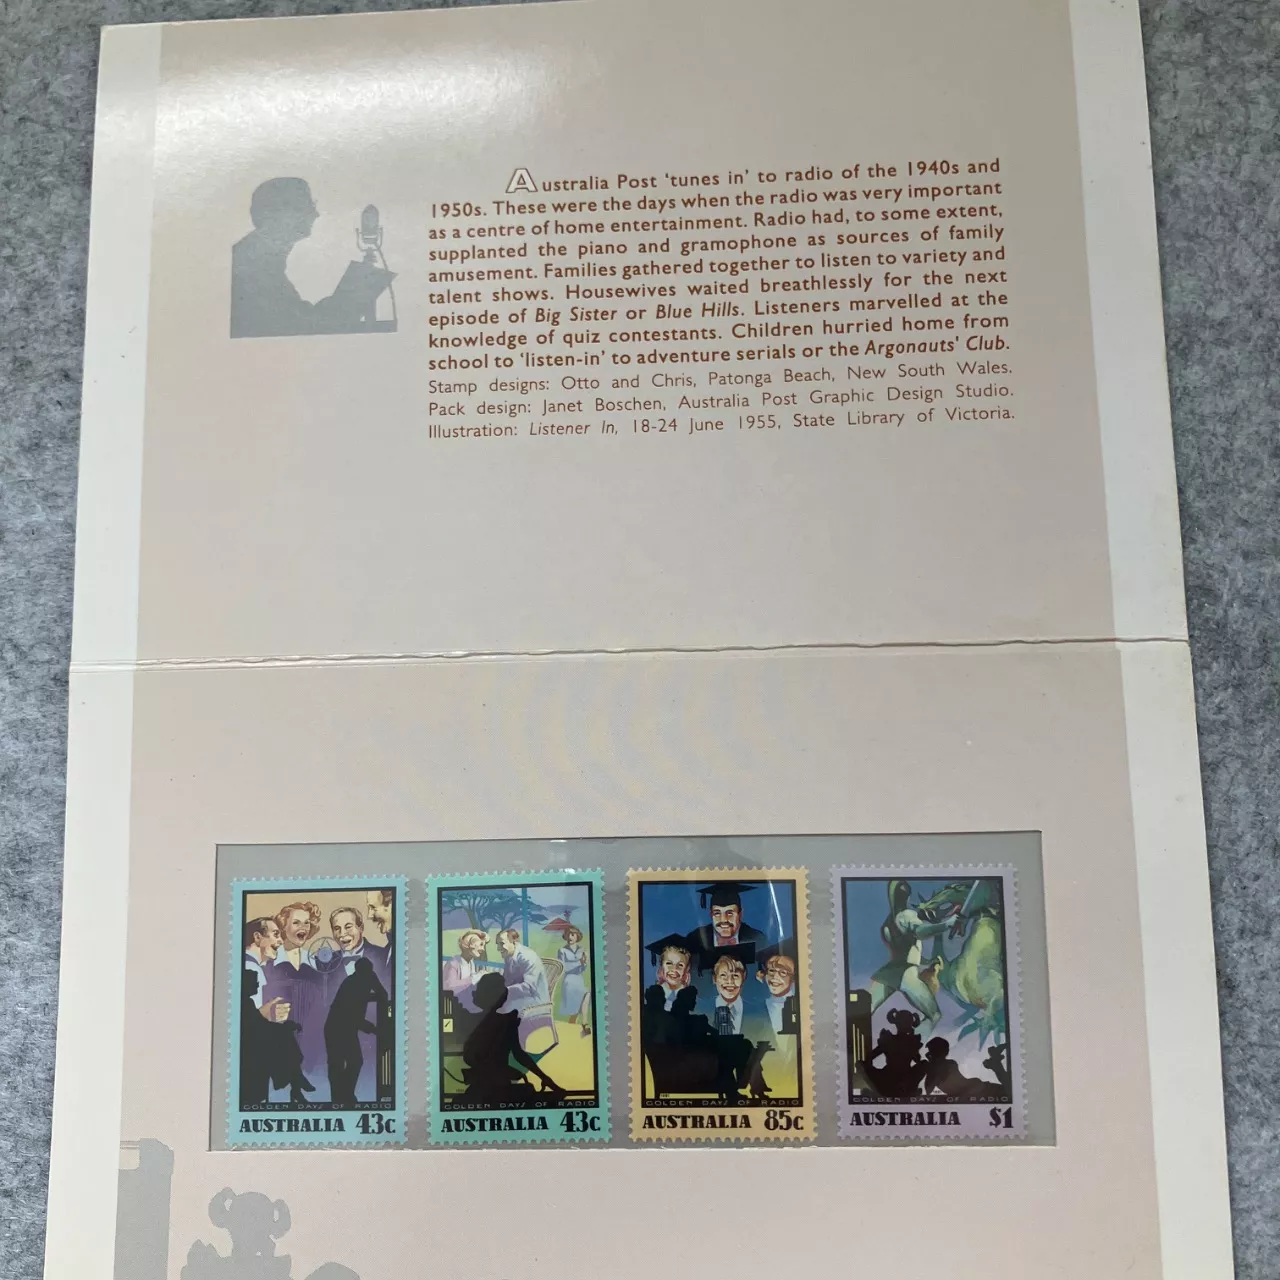 Australia Post ‘tunes in’ to radio of the 1940s and
1950s. These were the days when the radio was very important
as a centre of home entertainment. Radio had, to some extent,
supplanted the piano and gramophone as sources of family
amusement. Families gathered together to listen to variety and
talent shows. Housewives waited breathlessly for the next
episode of Big Sister or Blue Hills. Listeners marvelled at the
knowledge of quiz contestants. Children hurried home from
school to ‘listen-in’ to adventure serials or the Argonauts' Club.
Stamp designs: Otto and Chris, Patonga Beach, New South Wales.
Pack design: Janet Boschen, Australia Post Graphic Design Studio.
Illustration: Listener In, 18-24 June 1955, State Library of Victoria.
GOLDEN DAYS OF RADIO
AUSTRALIA 43c
GOLDEN DAYS OF RADIO
AUSTRALIA 43c
GOLDEN DAYS OF RADIO
AUSTRALIA 85c
GOLDEN DAYS OF RADIO
AUSTRALIA $1